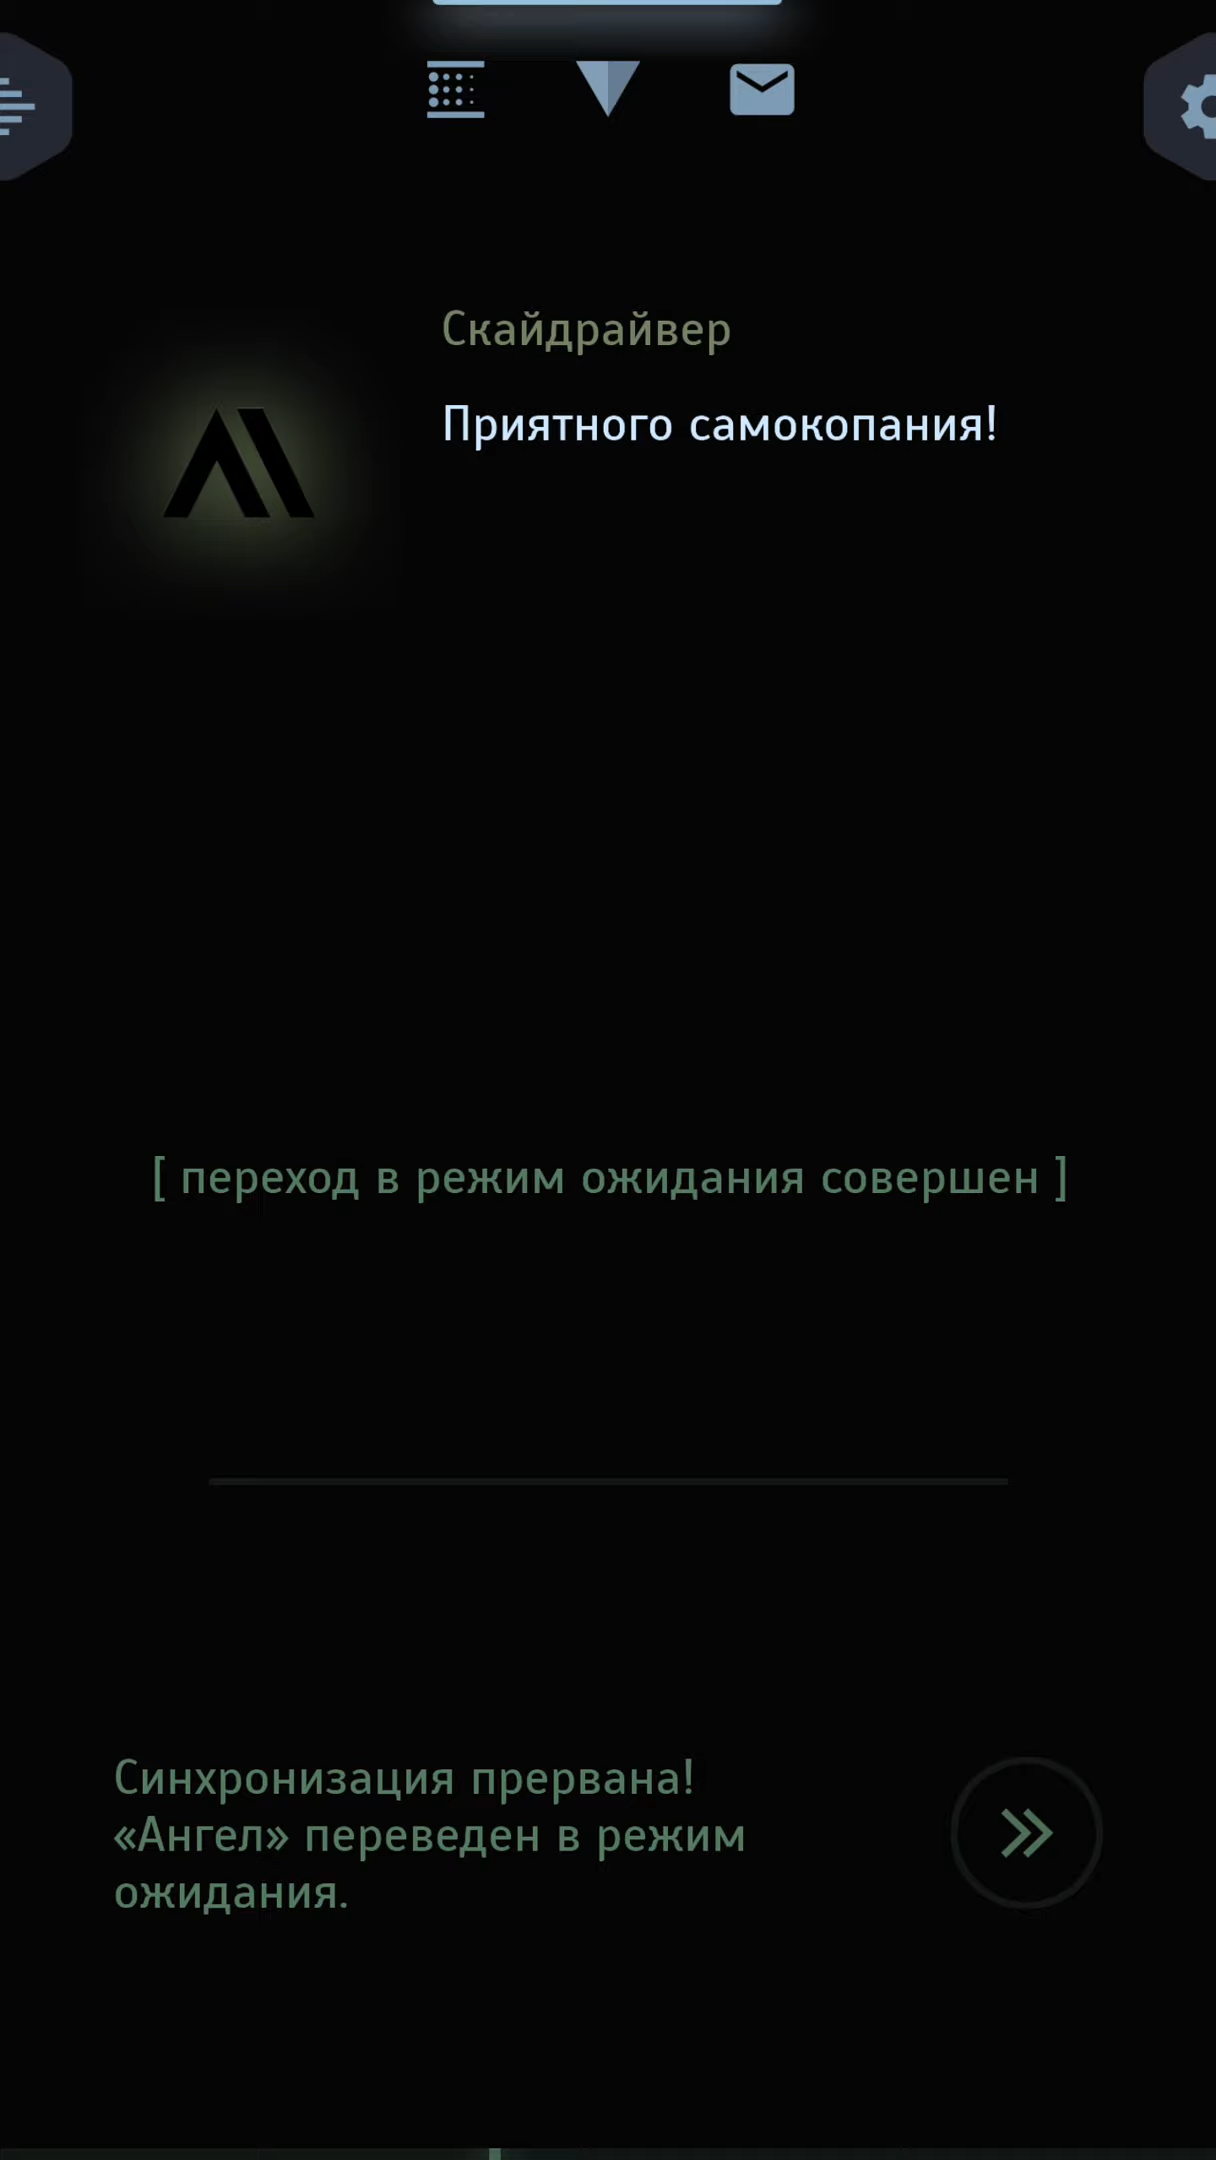 Скайдрайвер
Приятного самокопания!
[ переход в режим ожидания совершен ]
Синхронизация прервана!
«Ангел» переведен в режим
ожидания.